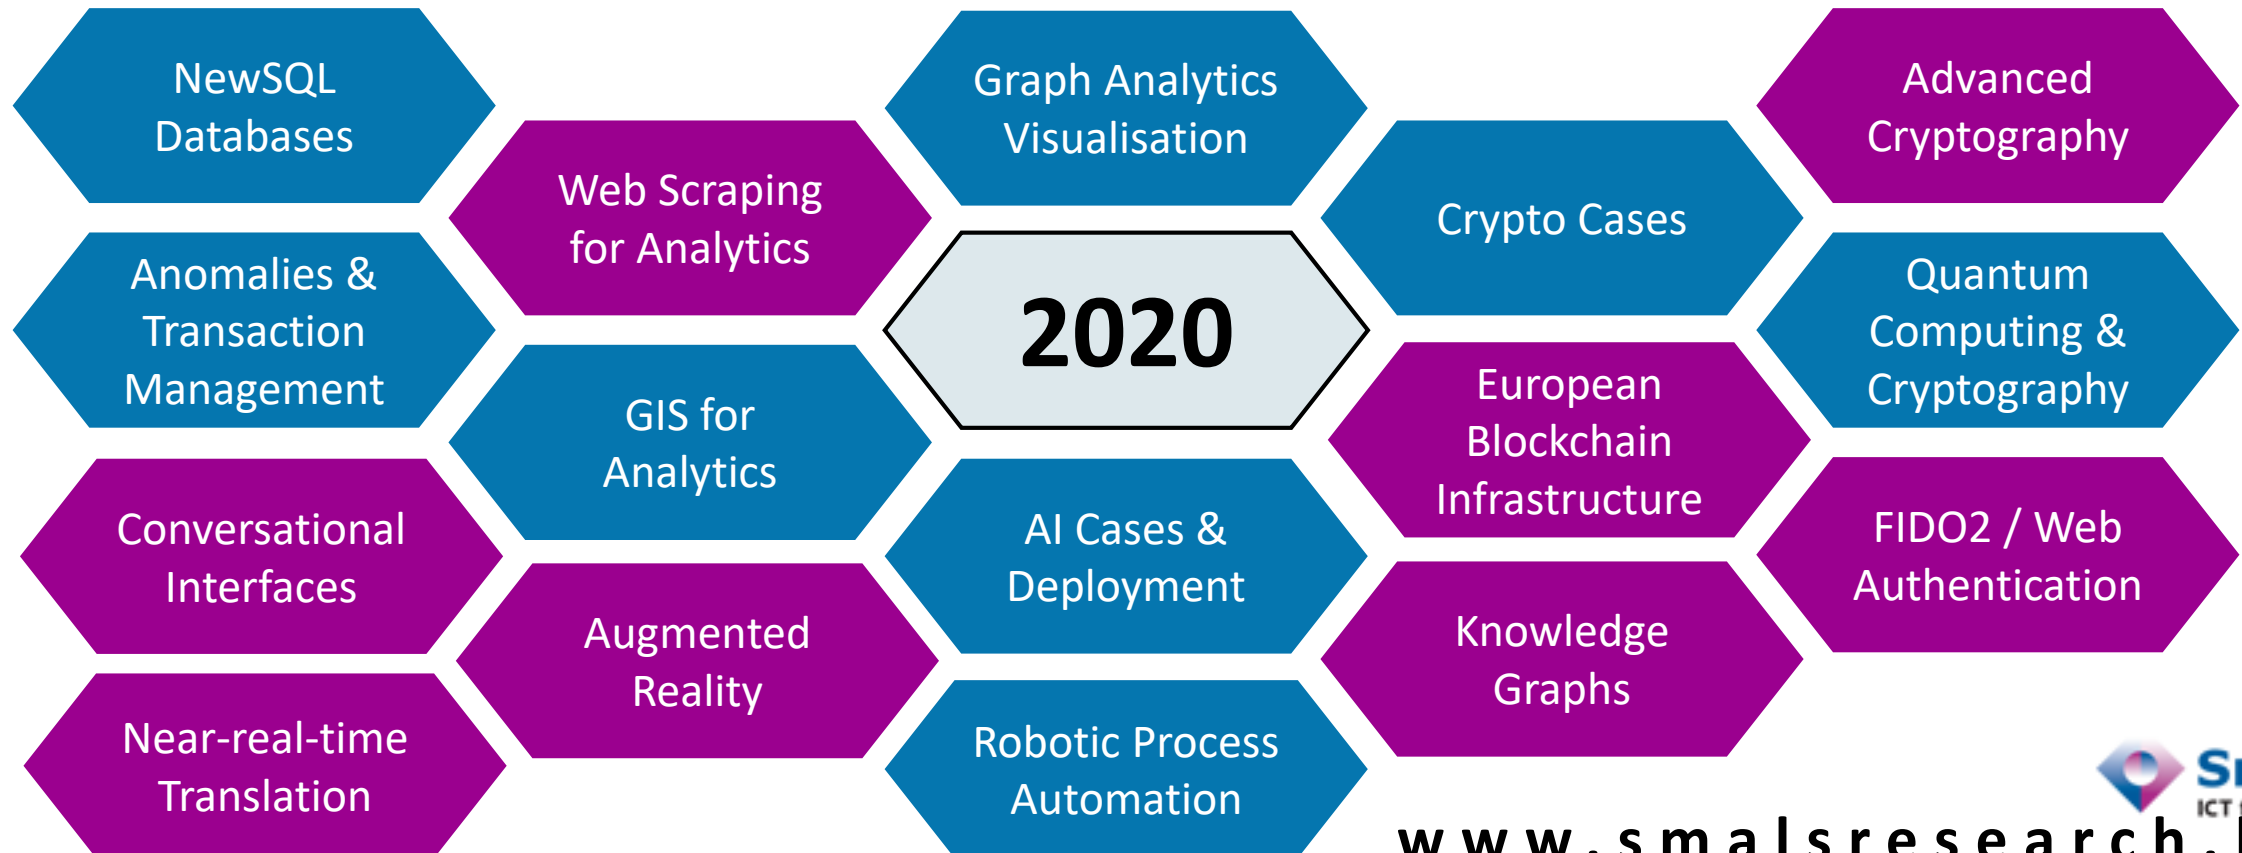 NewSQL
Databases
Anomalies &
Transaction
Management
Conversational
Interfaces
Near-real-time
Translation
Web Scraping
for Analytics
GIS for
Analytics
Augmented
Reality
Graph Analytics
Visualisation
2020
AI Cases &
Deployment
Robotic Process
Automation
Crypto Cases
European
Blockchain
Infrastructure
Knowledge
Graphs
Advanced
Cryptography
Quantum
Computing &
Cryptography
FIDO2 / Web
Authentication
ICT
www.smalsresearch.